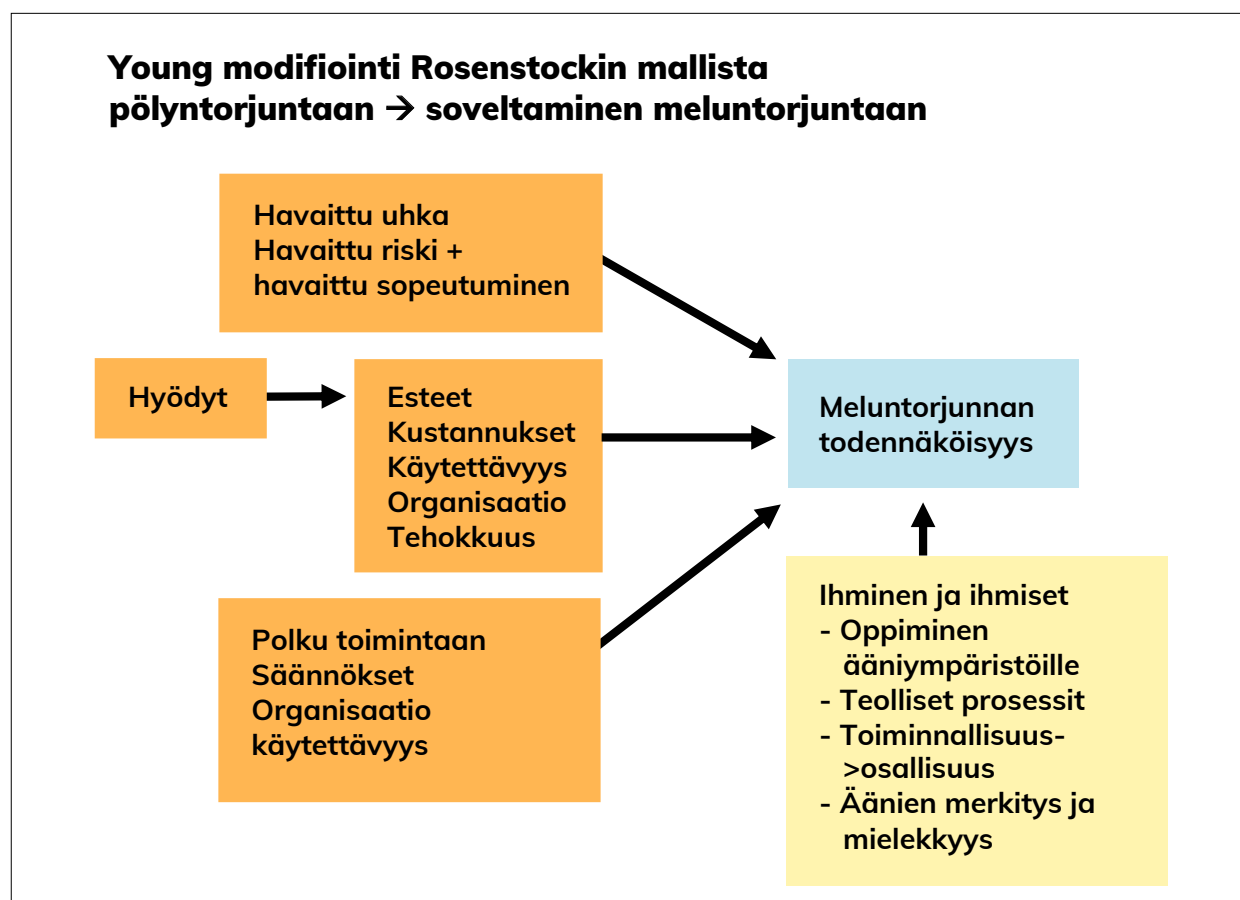 Young modifiointi Rosenstockin mallista
pölyntorjuntaan → soveltaminen meluntorjuntaan
Havaittu uhka
Havaittu riski +
havaittu sopeutuminen
Hyödyt
Esteet
Kustannukset
Käytettävyys
Organisaatio
Tehokkuus
Meluntorjunnan
todennäköisyys
Polku toimintaan
Säännökset
Organisaatio
käytettävyys
Ihminen ja ihmiset
- Oppiminen
ääniympäristöille
- Teolliset prosessit
- Toiminnallisuus-
>osallisuus
- Äänien merkitys ja
mielekkyys